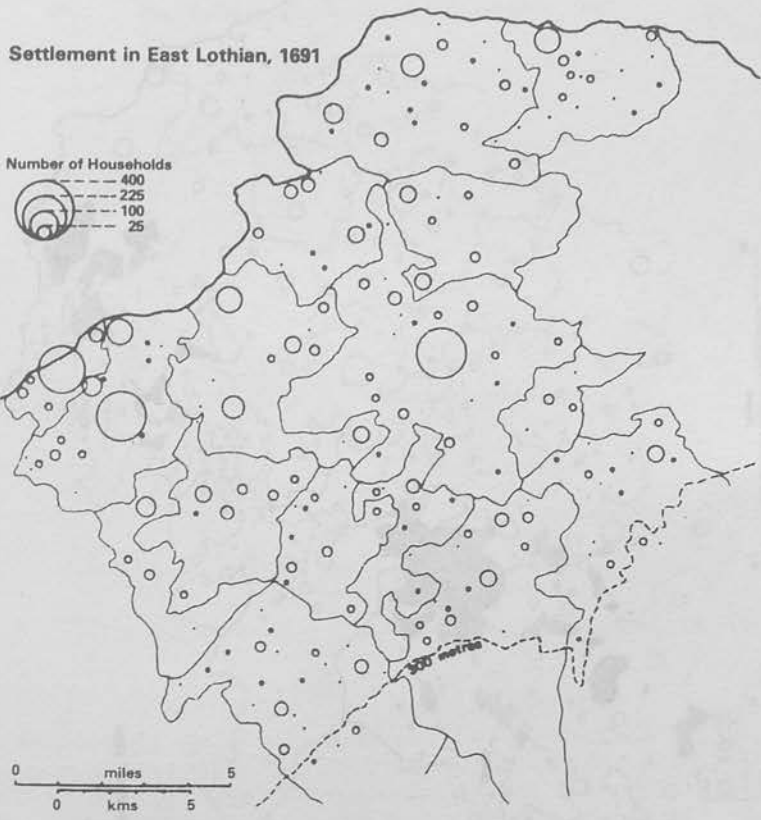 Settlement in East Lothian, 1691
Number of Households
400
225
100
25
300 metres
0 miles 5
0 kms 5